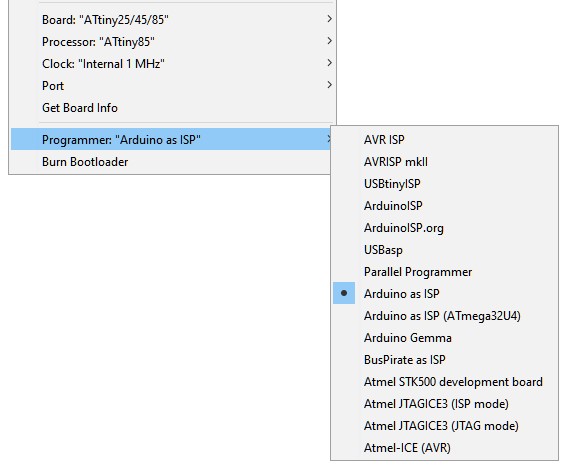 Board: "ATtiny25/45/85"
Processor: "ATtiny85"
Clock: "Internal 1 MHz"
Port
Get Board Info
Programmer: "Arduino as ISP"
Burn Bootloader
AVR ISP
AVRISP mkII
USBtinyISP
ArduinoISP
ArduinoISP.org
USBasp
Parallel Programmer
Arduino as ISP
Arduino as ISP (ATmega32U4)
Arduino Gemma
BusPirate as ISP
Atmel STK500 development board
Atmel JTAGICE3 (ISP mode)
Atmel JTAGICE3 (JTAG mode)
Atmel-ICE (AVR)